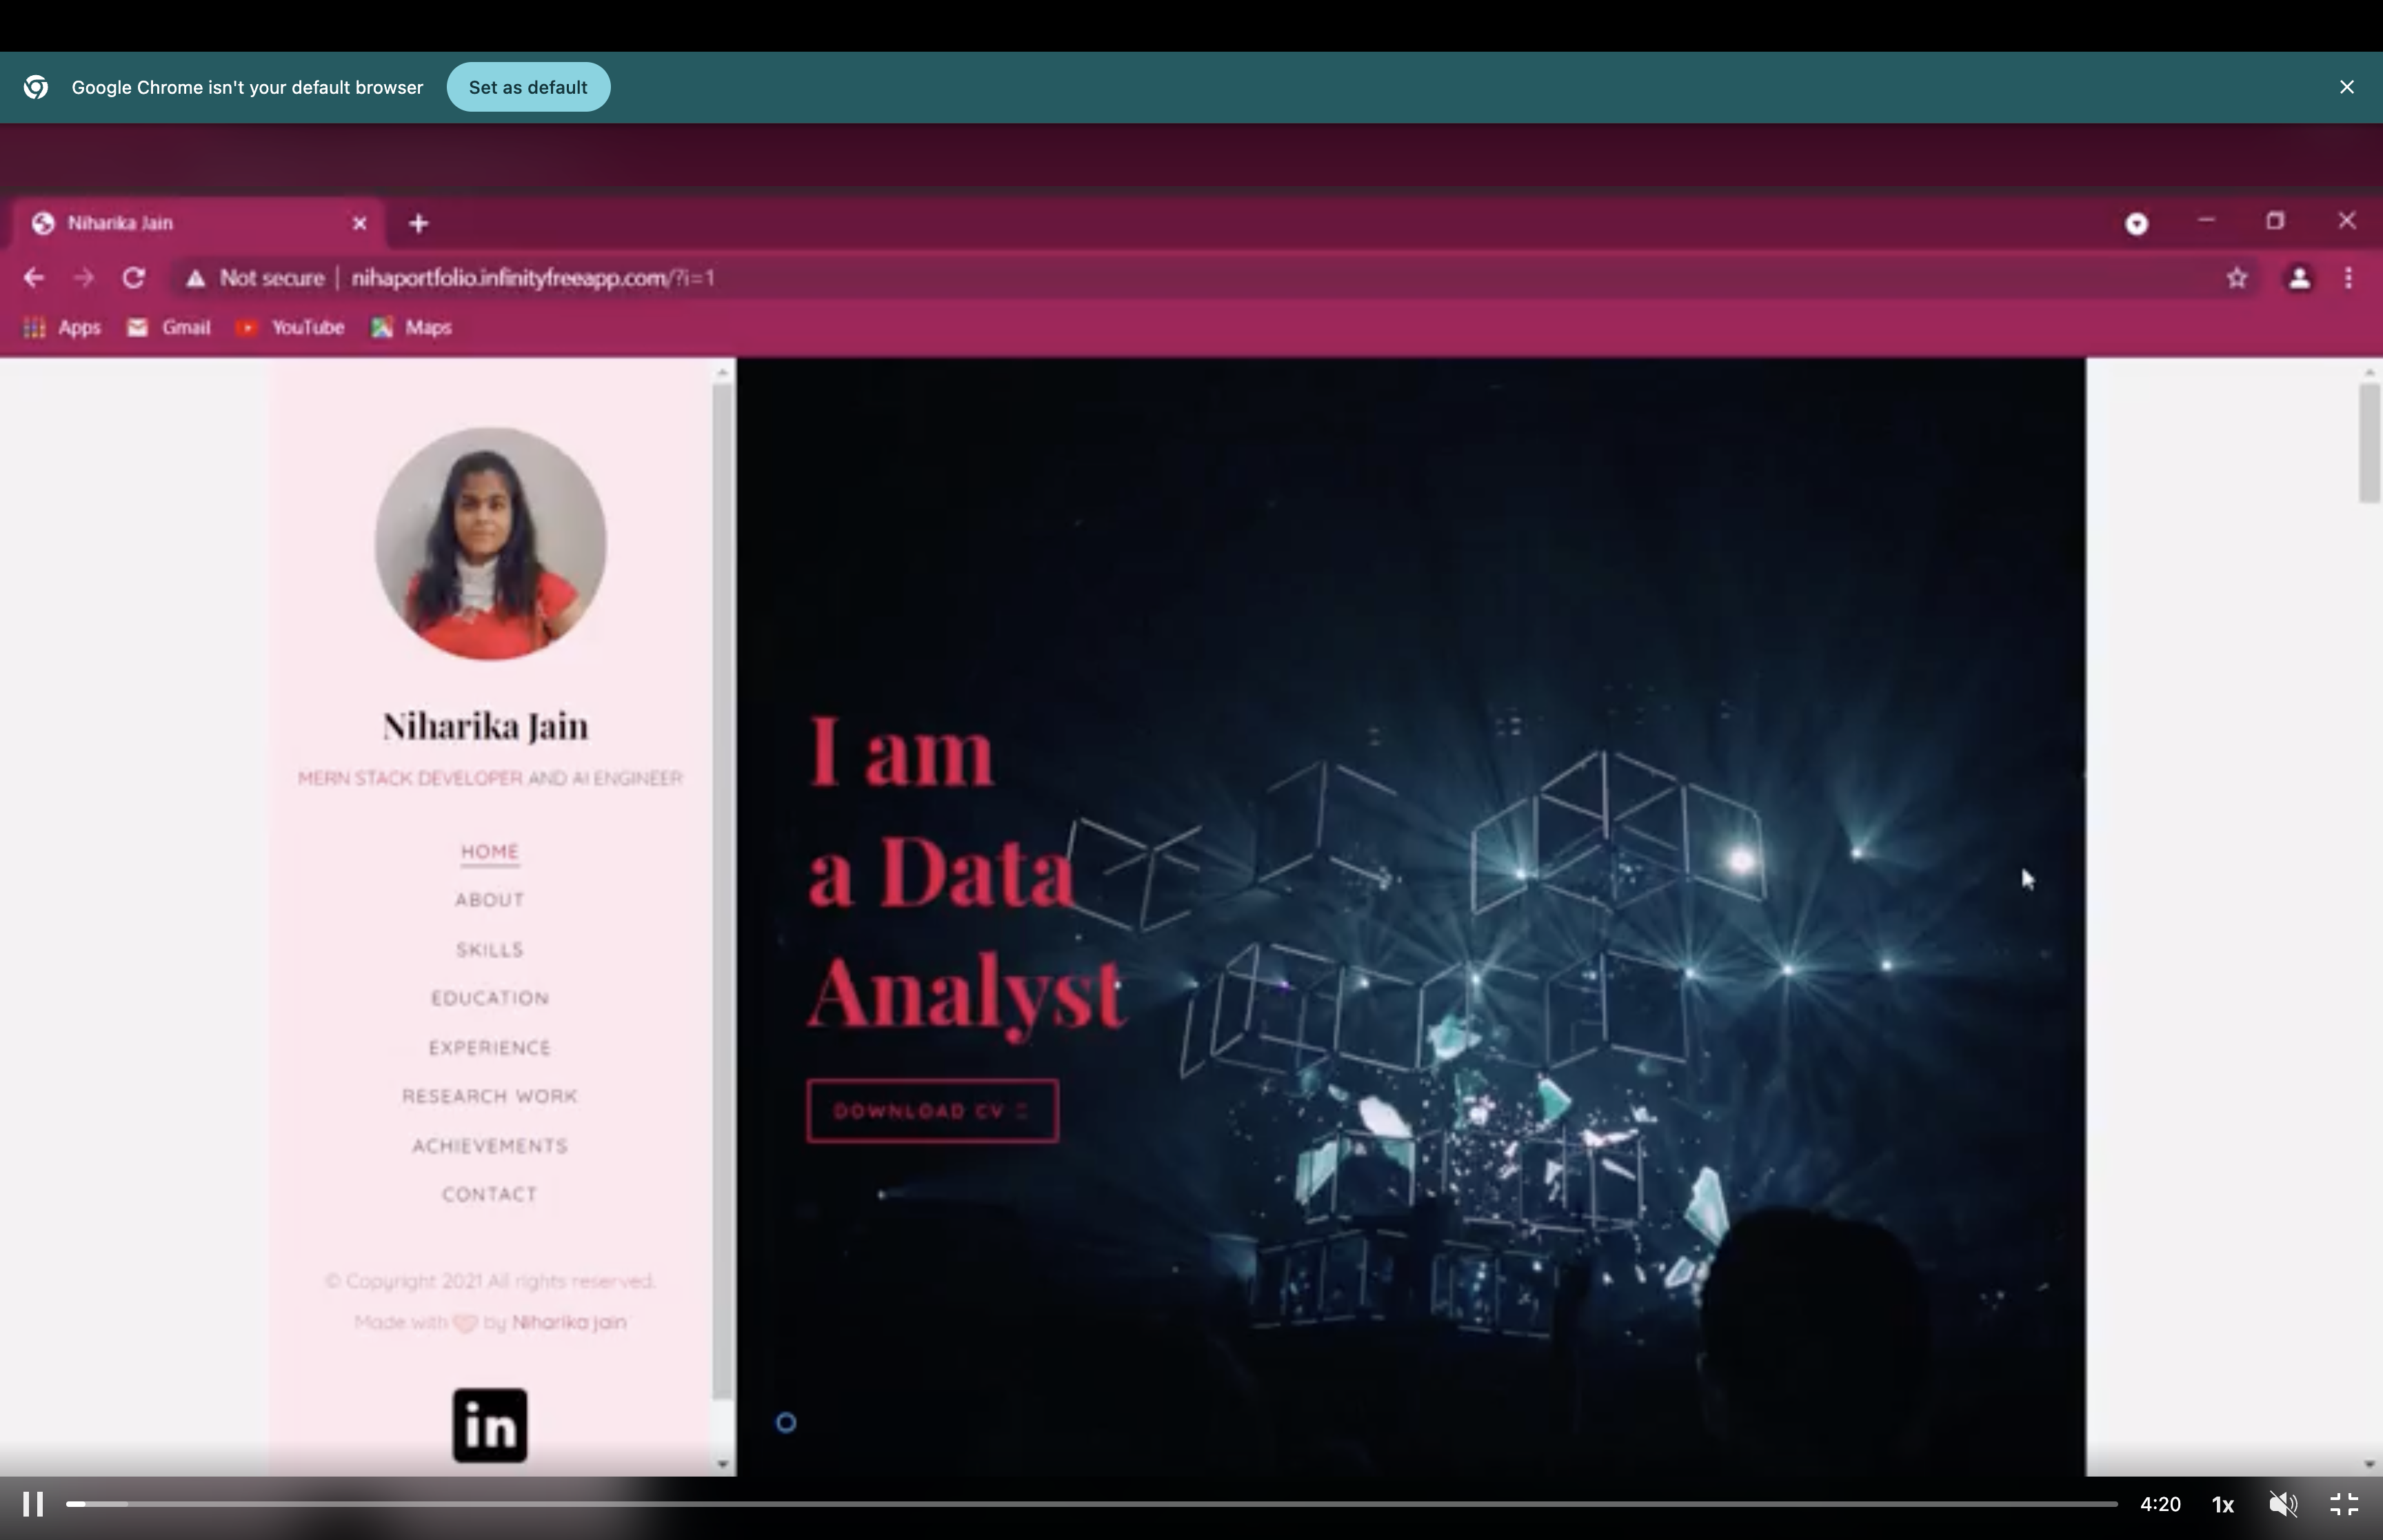 Google Chrome isn't your default browser
Set as default
Niharika Jain
Not secure | nihaportfolio.infinityfreeapp.com/?i=1
Apps
Gmail
YouTube
Maps
Niharika Jain
MERN STACK DEVELOPER AND AI ENGINEER
HOME
ABOUT
SKILLS
EDUCATION
EXPERIENCE
RESEARCH WORK
ACHIEVEMENTS
CONTACT
© Copyright 2021 All rights reserved.
Made with by Niharika jain
in
I am
a Data
Analyst
DOWNLOAD CV
4:20
1x